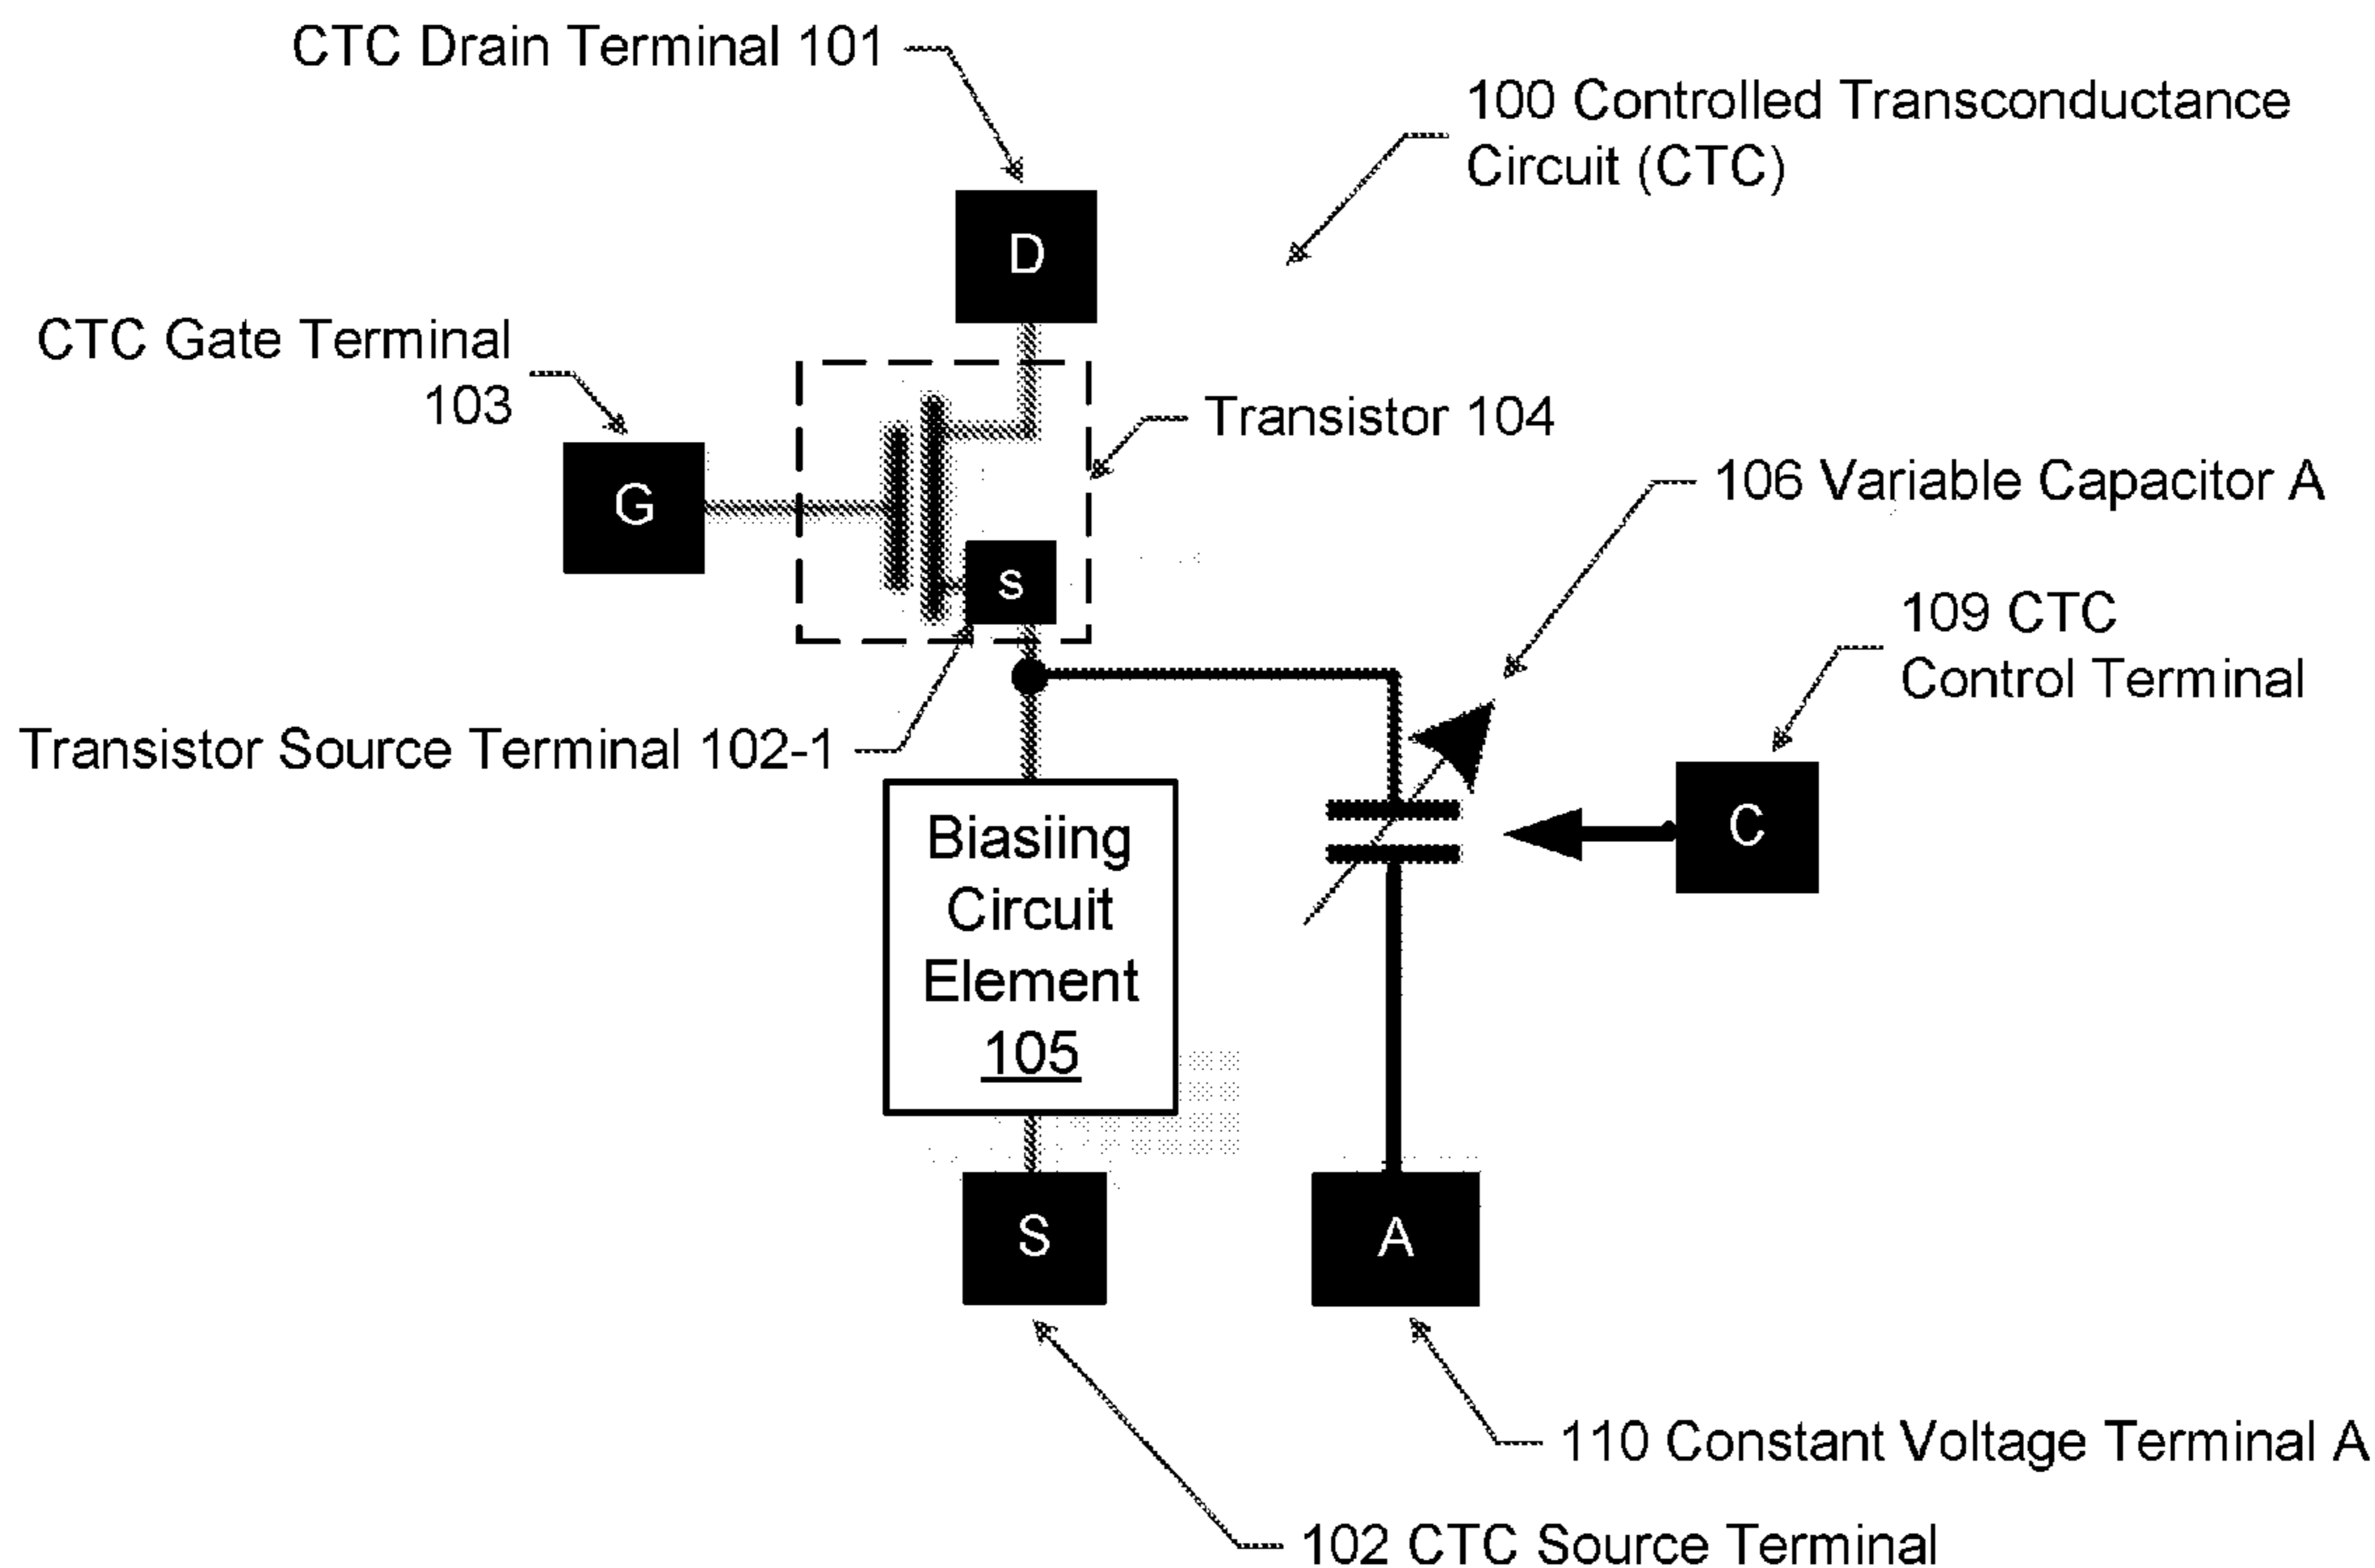 CTC Drain Terminal 101
100 Controlled Transconductance
Circuit (CTC)
D
CTC Gate Terminal
103
Transistor 104
G
106 Variable Capacitor A
s
109 CTC
Control Terminal
Transistor Source Terminal 102-1
C
Biasiing
Circuit
Element
105
S
A
110 Constant Voltage Terminal A
102 CTC Source Terminal